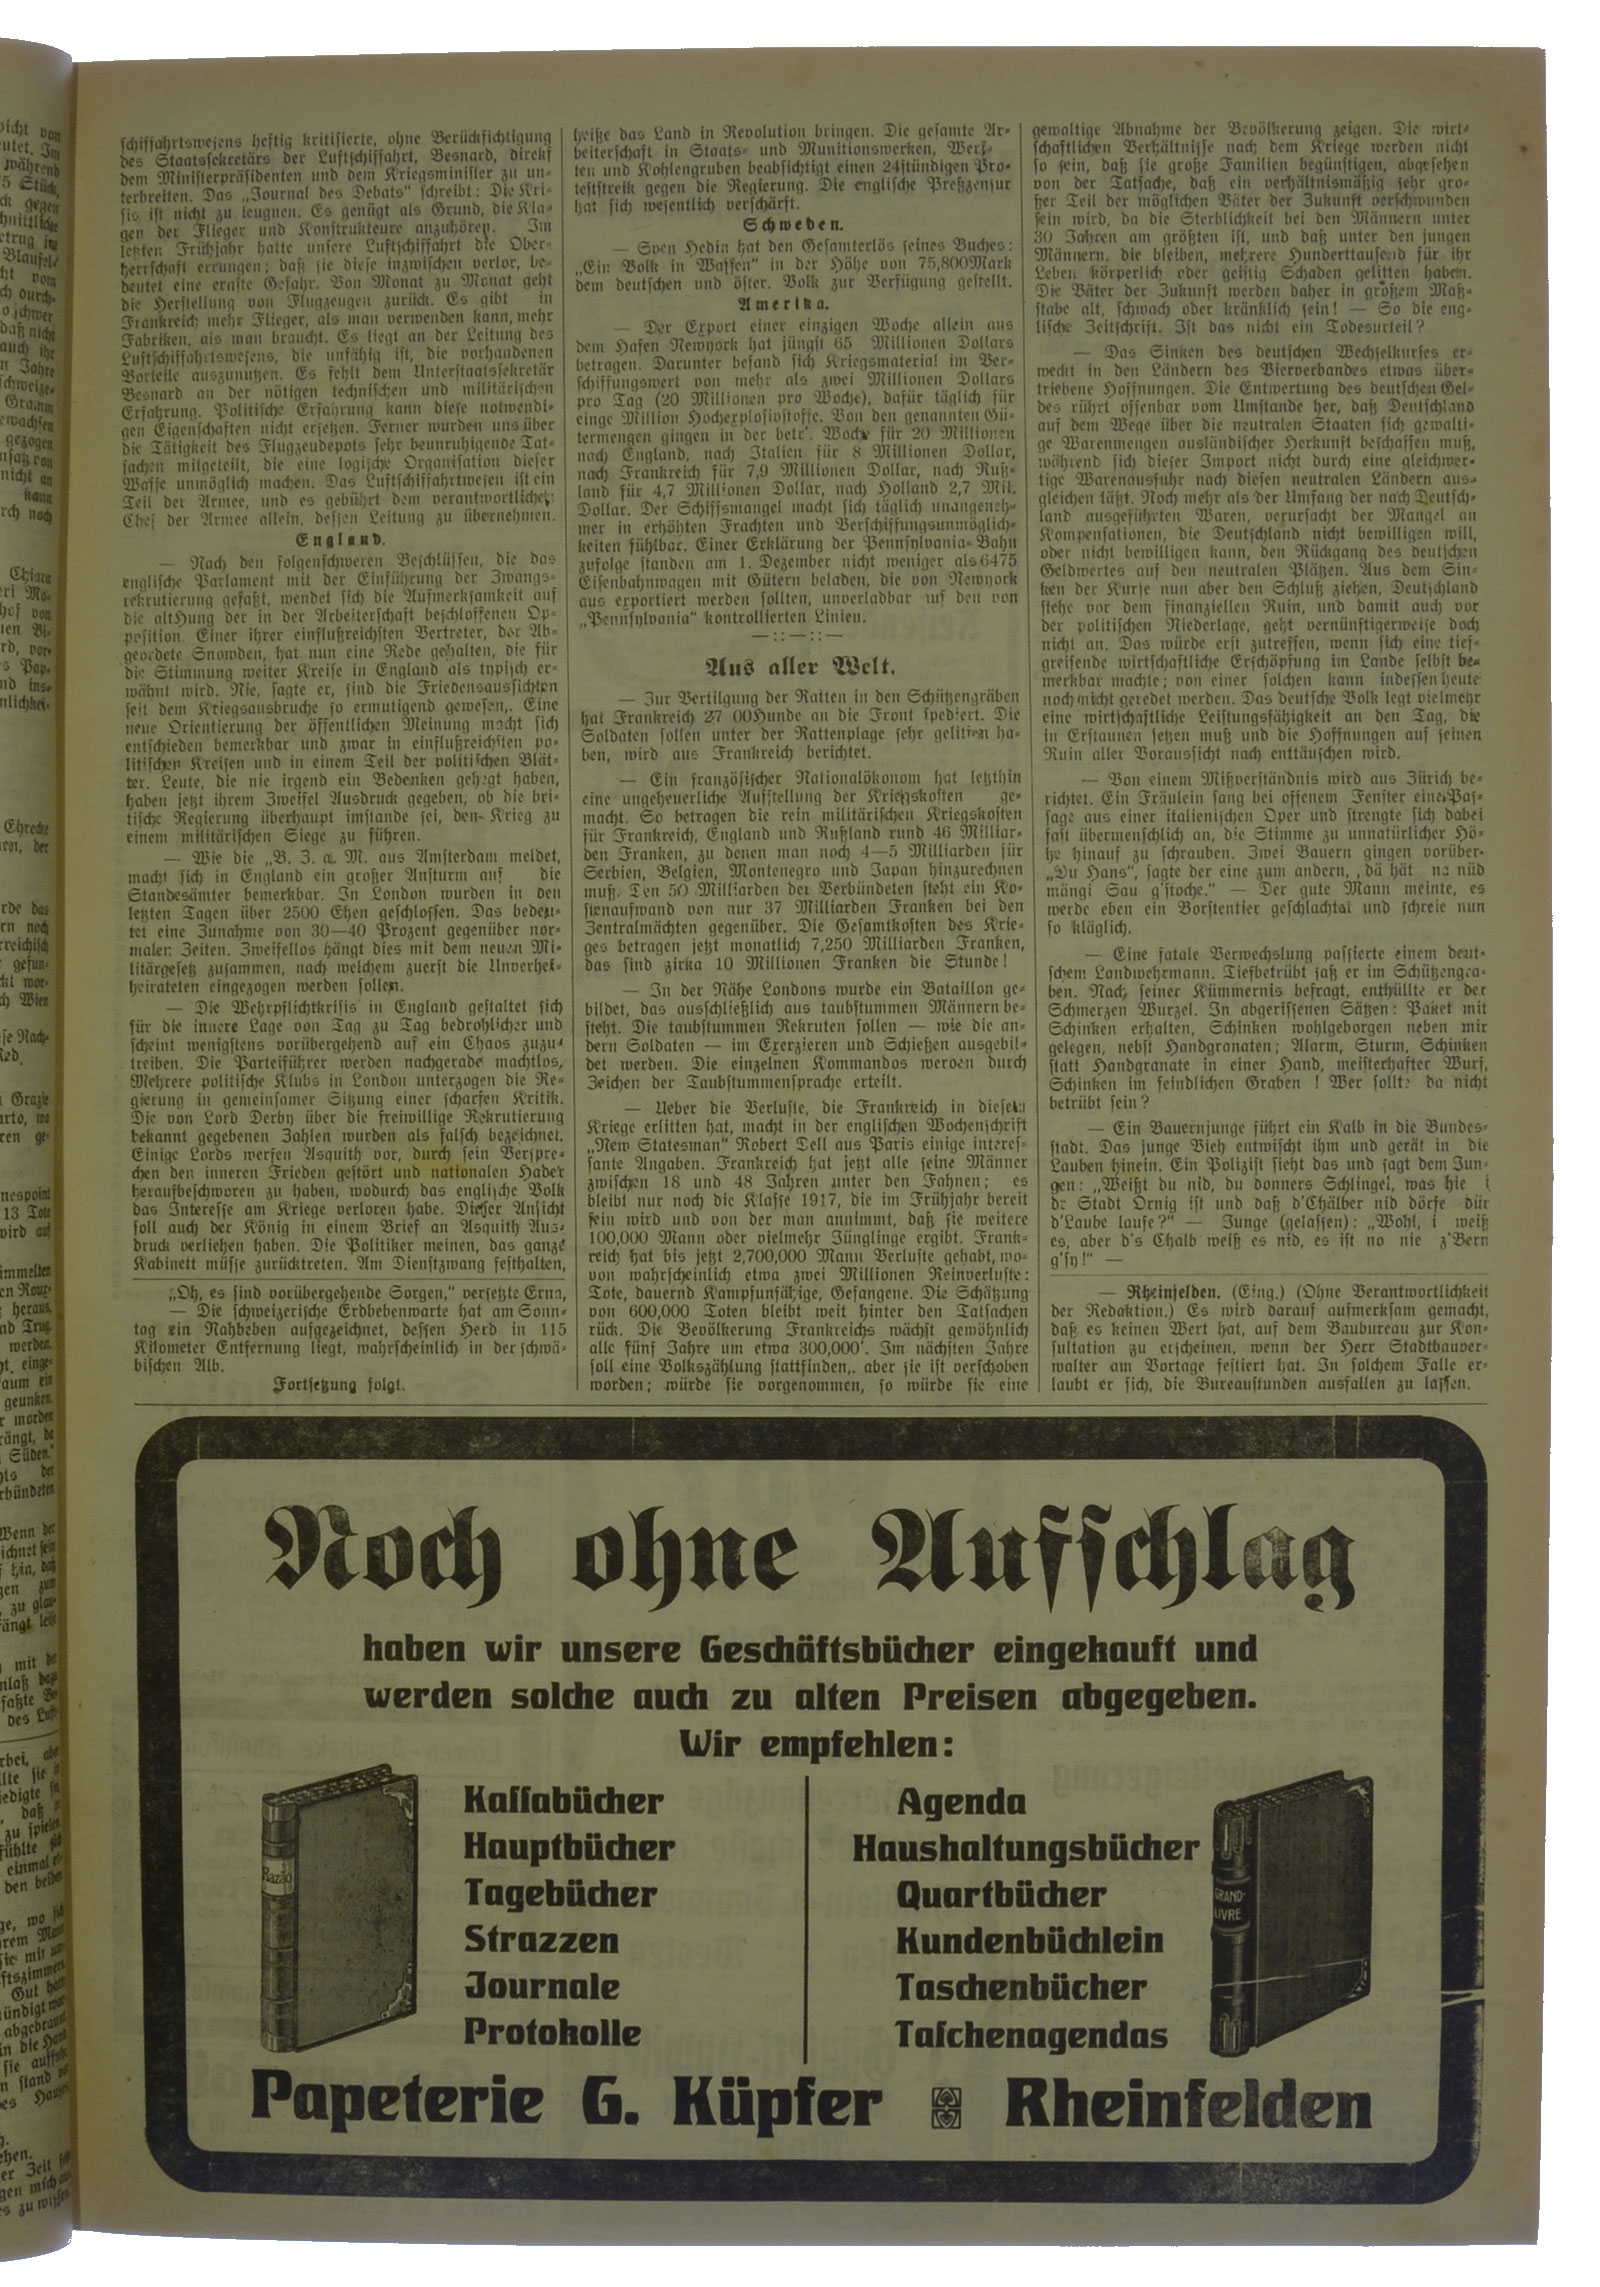 schiffahrtswesens heftig kritisierte, ohne Berücksichtigung
des Staatssekretärs der Luftschiffahrt, Besnard, direkt
dem Ministerpräsidenten und dem Kriegsminister zu un-
terbreiten. Das „Journal des Debats" schreibt: Die Kri-
sis ist nicht zu leugnen. Es genügt als Grund, die Kla-
gen der Flieger und Konstrukteure anzuhören. Im
letzten Frühjahr hatte unsere Luftschiffahrt die Ober-
herrschaft errungen; daß sie diese inzwischen verlor, be-
deutet eine ernste Gefahr. Von Monat zu Monat geht
die Herstellung von Flugzeugen zurück. Es gibt in
Frankreich mehr Flieger, als man verwenden kann, mehr
Fabriken, als man braucht. Es liegt an der Leitung des
Luftschiffahrtswesens, die unfähig ist, die vorhandenen
Vorteile auszunutzen. Es fehlt dem Unterstaatssekretär
Besnard an der nötigen technischen und militärischen
Erfahrung. Politische Erfahrung kann diese notwendi-
gen Eigenschaften nicht ersetzen. Ferner wurden uns über
die Tätigkeit des Flugzeugdepots sehr beunruhigende Tat-
sachen mitgeteilt, die eine logische Organisation dieser
Waffe unmöglich machen. Das Luftschiffahrtwesen ist ein
Teil der Armee, und es gebührt dem verantwortlichen
Chef der Armee allein, dessen Leitung zu übernehmen.
England.
— Nach den folgenschweren Beschlüssen, die das
englische Parlament mit der Einführung der Zwangs-
rekrutierung gefaßt, wendet sich die Aufmerksamkeit auf
die altHung der in der Arbeiterschaft beschlossenen Op-
position. Einer ihrer einflußreichsten Vertreter, der Ab-
geordete Snowden, hat nun eine Rede gehalten, die für
die Stimmung weiter Kreise in England als typisch er-
wähnt wird. Nie, sagte er, sind die Friedensaussichten
seit dem Kriegsausbruche so ermutigend gewesen,. Eine
neue Orientierung der öffentlichen Meinung macht sich
entschieden bemerkbar und zwar in einflußreichsten po-
litischen Kreisen und in einem Teil der politischen Blät-
ter. Leute, die nie irgend ein Bedenken gehegt haben,
haben jetzt ihrem Zweifel Ausdruck gegeben, ob die bri-
tische Regierung überhaupt imstande sei, den Krieg zu
einem militärischen Siege zu führen.
— Wie die „B. Z. a. M. aus Amsterdam meldet,
macht sich in England ein großer Ansturm auf die
Standesämter bemerkbar. In London wurden in den
letzten Tagen über 2500 Ehen geschlossen. Das bedeu-
tet eine Zunahme von 30—40 Prozent gegenüber nor-
malen Zeiten. Zweifellos hängt dies mit dem neuen Mi-
litärgesetz zusammen, nach welchem zuerst die Unverhei-
heirateten eingezogen werden sollen.
— Die Wehrpflichtkrisis in England gestaltet sich
für die innere Lage von Tag zu Tag bedrohlicher und
scheint wenigstens vorübergehend auf ein Chaos zuzu-
treiben. Die Parteiführer werden nachgerade machtlos.
Mehrere politische Klubs in London unterzogen die Re-
gierung in gemeinsamer Sitzung einer scharfen Kritik.
Die von Lord Derby über die freiwillige Rekrutierung
bekannt gegebenen Zahlen wurden als falsch bezeichnet.
Einige Lords werfen Asquith vor, durch sein Verspre-
chen den inneren Frieden gestört und nationalen Hader
heraufbeschworen zu haben, wodurch das englische Volk
das Interesse am Kriege verloren habe. Dieser Ansicht
soll auch der König in einem Brief an Asquith Aus-
druck verliehen haben. Die Politiker meinen, das ganze
Kabinett müsse zurücktreten. Am Dienstzwang festhalten,
„Oh, es sind vorübergehende Sorgen," versetzte Erna,
— Die schweizerische Erdbebenwarte hat am Sonn-
tag ein Nahbeben aufgezeichnet, dessen Herd in 115
Kilometer Entfernung liegt, wahrscheinlich in der schwä-
bischen Alb.
Fortsetzung folgt.
heiße das Land in Revolution bringen. Die gesamte Ar-
beiterschaft in Staats- und Munitionswerken, Werf-
ten und Kohlengruben beabsichtigt einen 24stündigen Pro-
teststreik gegen die Regierung. Die englische Preßzensur
hat sich wesentlich verschärft.
Schweden.
— Sven Hedin hat den Gesamterlös seines Buches:
„Ein Volk in Waffen" in der Höhe von 75,800Mark
dem deutschen und öster. Volk zur Verfügung gestellt.
Amerika.
— Der Export einer einzigen Woche allein aus
dem Hafen Newyork hat jüngst 65 Millionen Dollars
betragen. Darunter befand sich Kriegsmaterial im Ver-
schiffungswert von mehr als zwei Millionen Dollars
pro Tag (20 Millionen pro Woche), dafür täglich für
einge Million Hochexplosivstoffe. Von den genannten Gü-
termengen gingen in der betr. Woche für 20 Millionen
nach England, nach Italien für 8 Millionen Dollar,
nach Frankreich für 7,9 Millionen Dollar, nach Ruß-
land für 4,7 Millionen Dollar, nach Holland 2,7 Mil.
Dollar. Der Schiffsmangel macht sich täglich unangeneh-
mer in erhöhten Frachten und Verschiffungsunmöglich-
keiten fühlbar. Einer Erklärung der Pennsylvania-Bahn
zufolge standen am 1. Dezember nicht weniger als 6475
Eisenbahnwagen mit Gütern beladen, die von Newyork
aus exportiert werden sollten, unverladbar auf den von
„Pennsylvania" kontrollierten Linien.
—::—::—
Aus aller Welt.
— Zur Vertilgung der Ratten in den Schützengräben
hat Frankreich 27 00Hunde an die Front spediert. Die
Soldaten sollen unter der Rattenplage sehr gelitten ha-
ben, wird aus Frankreich berichtet.
— Ein französischer Nationalökonom hat letzthin
eine ungeheuerliche Aufstellung der Kriegskosten ge-
macht. So betragen die rein militärischen Kriegskosten
für Frankreich, England und Rußland rund 46 Milliar-
den Franken, zu denen man noch 4—5 Milliarden für
Serbien, Belgien, Montenegro und Japan hinzurechnen
muß. Den 50 Milliarden der Verbündeten steht ein Ko-
stenaufwand von nur 37 Milliarden Franken bei den
Zentralmächten gegenüber. Die Gesamtkosten des Krie-
ges betragen jetzt monatlich 7,250 Milliarden Franken,
das sind zirka 10 Millionen Franken die Stunde!
— In der Nähe Londons wurde ein Bataillon ge-
bildet, das ausschließlich aus taubstummen Männern be-
steht. Die taubstummen Rekruten sollen — wie die an-
dern Soldaten — im Exerzieren und Schießen ausgebil-
det werden. Die einzelnen Kommandos werden durch
Zeichen der Taubstummensprache erteilt.
— Ueber die Verluste, die Frankreich in diesem
Kriege erlitten hat, macht in der englischen Wochenschrift
„New Statesman" Robert Tell aus Paris einige interes-
sante Angaben. Frankreich hat jetzt alle seine Männer
zwischen 18 und 48 Jahren unter den Fahnen; es
bleibt nur noch die Klasse 1917, die im Frühjahr bereit
sein wird und von der man annimmt, daß sie weitere
100,000 Mann oder vielmehr Jünglinge ergibt. Frank-
reich hat bis jetzt 2,700,000 Mann Verluste gehabt, wo-
von wahrscheinlich etwa zwei Millionen Reinverluste:
Tote, dauernd Kampfunfähige, Gefangene. Die Schätzung
von 600,000 Toten bleibt weit hinter den Tatsachen
rück. Die Bevölkerung Frankreichs wächst gewöhnlich
alle fünf Jahre um etwa 300,000. Im nächsten Jahre
soll eine Volkszählung stattfinden,. aber sie ist verschoben
worden; würde sie vorgenommen, so würde sie eine
gewaltige Abnahme der Bevölkerung zeigen. Die wirt-
schaftlichen Verhältnisse nach dem Kriege werden nicht
so sein, daß sie große Familien begünstigen, abgesehen
von der Tatsache, daß ein verhältnismäßig sehr gro-
ßer Teil der möglichen Väter der Zukunft verschwunden
sein wird, da die Sterblichkeit bei den Männern unter
30 Jahren am größten ist, und daß unter den jungen
Männern, die bleiben, mehrere Hunderttausend für ihr
Leben körperlich oder geistig Schaden gelitten haben.
Die Väter der Zukunft werden daher in großem Maß-
stabe alt, schwach oder kränklich sein! — So die eng-
lische Zeitschrift. Ist das nicht ein Todesurteil?
— Das Sinken des deutschen Wechselkurses er-
weckt in den Ländern des Vierverbandes etwas über-
triebene Hoffnungen. Die Entwertung des deutschen Gel-
des rührt offenbar vom Umstande her, daß Deutschland
auf dem Wege über die neutralen Staaten sich gewalti-
ge Warenmengen ausländischer Herkunft beschaffen muß,
während sich dieser Import nicht durch eine gleichwer-
tige Warenausfuhr nach diesen neutralen Ländern aus-
gleichen läßt. Noch mehr als der Umfang der nach Deutsch-
land ausgeführten Waren, verursacht der Mangel an
Kompensationen, die Deutschland nicht bewilligen will,
oder nicht bewilligen kann, den Rückgang des deutschen
Geldwertes auf den neutralen Plätzen. Aus dem Sin-
ken der Kurse nun aber den Schluß ziehen, Deutschland
stehe vor dem finanziellen Ruin, und damit auch vor
der politischen Niederlage, geht vernünftigerweise doch
nicht an. Das würde erst zutreffen, wenn sich eine tief-
greifende wirtschaftliche Erschöpfung im Lande selbst be-
merkbar machte; von einer solchen kann indessen heute
noch nicht geredet werden. Das deutsche Volk legt vielmehr
eine wirtschaftliche Leistungsfähigkeit an den Tag, die
in Erstaunen setzen muß und die Hoffnungen auf seinen
Ruin aller Voraussicht nach enttäuschen wird.
— Von einem Mißverständnis wird aus Zürich be-
richtet. Ein Fräulein sang bei offenem Fenster eine Pas-
sage aus einer italienischen Oper und strengte sich dabei
fast übermenschlich an, die Stimme zu unnatürlicher Hö-
he hinauf zu schrauben. Zwei Bauern gingen vorüber.
„Du Hans", sagte der eine zum andern, „dä hät na nüd
mängi Sau g'stoche." — Der gute Mann meinte, es
werde eben ein Borstentier geschlachtet und schreie nun
so kläglich.
— Eine fatale Verwechslung passierte einem deut-
schem Landwehrmann. Tiefbetrübt saß er im Schützengra-
ben. Nach seiner Kümmernis befragt, enthüllte er der
Schmerzen Wurzel. In abgerissenen Sätzen: Paket mit
Schinken erhalten, Schinken wohlgeborgen neben mir
gelegen, nebst Handgranaten; Alarm, Sturm, Schinken
statt Handgranate in einer Hand, meisterhafter Wurf,
Schinken im feindlichen Graben! Wer sollte da nicht
betrübt sein?
— Ein Bauernjunge führt ein Kalb in die Bundes-
stadt. Das junge Vieh entwischt ihm und gerät in die
Lauben hinein. Ein Polizist sieht das und sagt dem Jun-
gen: „Weißt du nid, du donners Schlingel, was hie i
dr Stadt Ornig ist und daß d'Chälber nid dörfe dür
d'Laube laufe?" — Junge (gelassen): „Wohl, i weiß
es, aber d's Chalb weiß es nid, es ist no nie z'Bern
g'sy!" —
— Rheinfelden. (Eing.) (Ohne Verantwortlichkeit
der Redaktion.) Es wird darauf aufmerksam gemacht,
daß es keinen Wert hat, auf dem Baubureau zur Kon-
sultation zu erscheinen, wenn der Herr Stadtbauver-
walter am Vortage festiert hat. In solchem Falle er-
laubt er sich, die Bureaustunden ausfallen zu lassen.
Noch ohne Aufschlag
haben wir unsere Geschäftsbücher eingekauft und
werden solche auch zu alten Preisen abgegeben.
Wir empfehlen:
Kassabücher
Hauptbücher
Tagebücher
Strazzen
Journale
Protokolle
Agenda
Haushaltungsbücher
Quartbücher
Kundenbüchlein
Taschenbücher
Taschenagendas
Razão
GRAND-
LIVRE
Papeterie G. Küpfer Rheinfelden